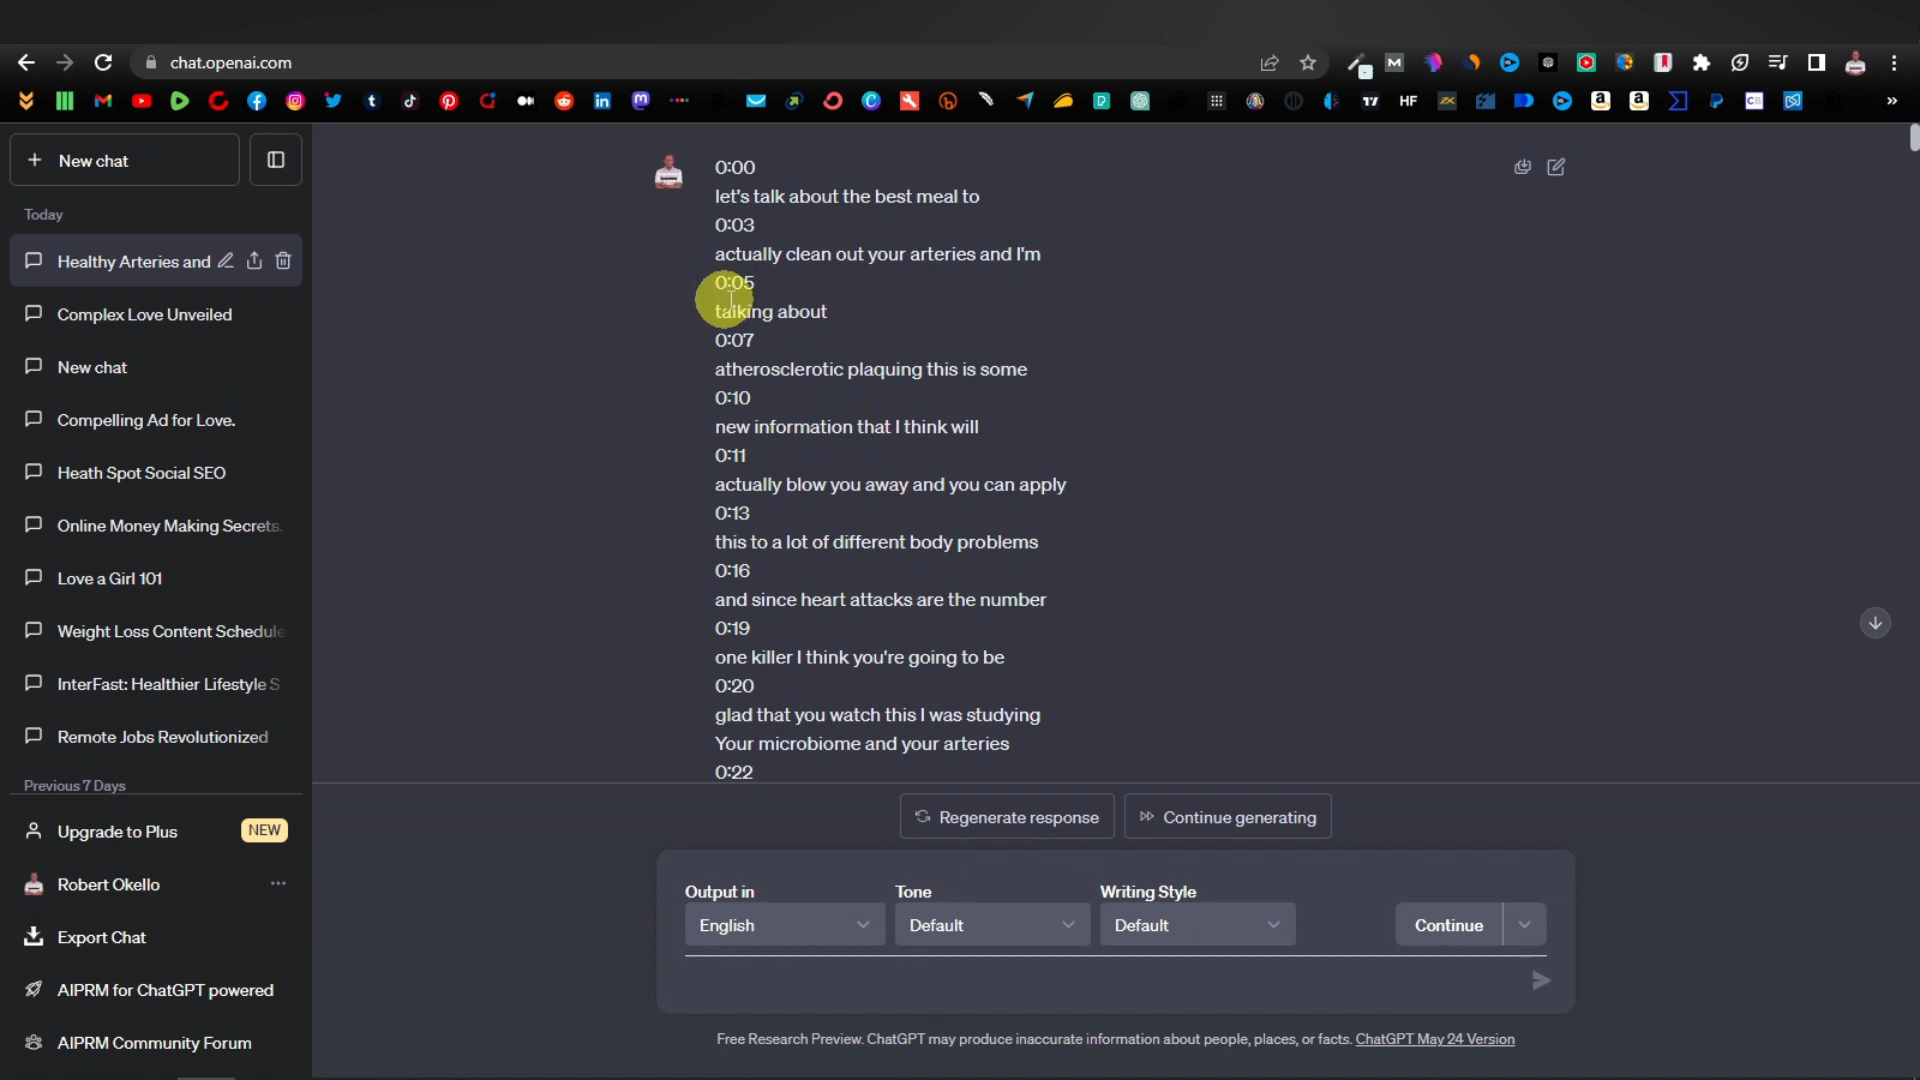 chat.openai.com
New chat
Today
Healthy Arteries and
Complex Love Unveiled
New chat
Compelling Ad for Love.
Heath Spot Social SEO
Online Money Making Secrets.
Love a Girl 101
Weight Loss Content Schedule
InterFast: Healthier Lifestyle S
Remote Jobs Revolutionized
Previous 7 Days
Upgrade to Plus NEW
Robert Okello
Export Chat
AIPRM for ChatGPT powered
AIPRM Community Forum
0:00
let's talk about the best meal to
0:03
actually clean out your arteries and I'm
0:05
talking about
0:07
atherosclerotic plaquing this is some
0:10
new information that I think will
0:11
actually blow you away and you can apply
0:13
this to a lot of different body problems
0:16
and since heart attacks are the number
0:19
one killer I think you're going to be
0:20
glad that you watch this I was studying
Your microbiome and your arteries
0:22
Regenerate response Continue generating
Output in Tone Writing Style
English Default Default Continue
Free Research Preview. ChatGPT may produce inaccurate information about people, places, or facts. ChatGPT May 24 Version